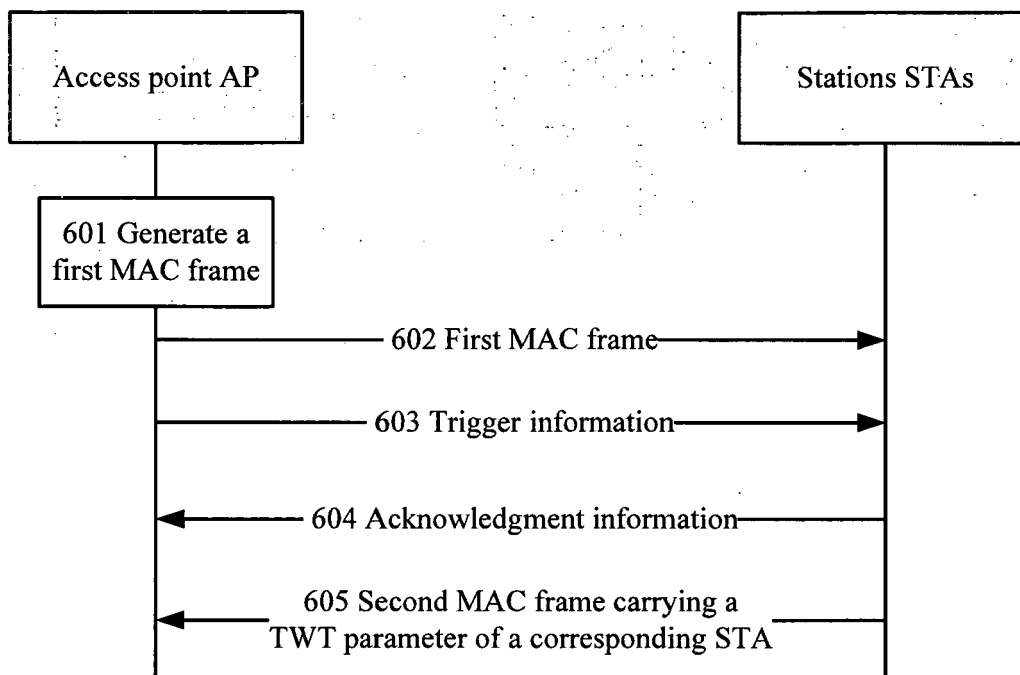 Access point AP
Stations STAs
601 Generate a
first MAC frame
602 First MAC frame
603 Trigger information
604 Acknowledgment information
605 Second MAC frame carrying a
TWT parameter of a corresponding STA